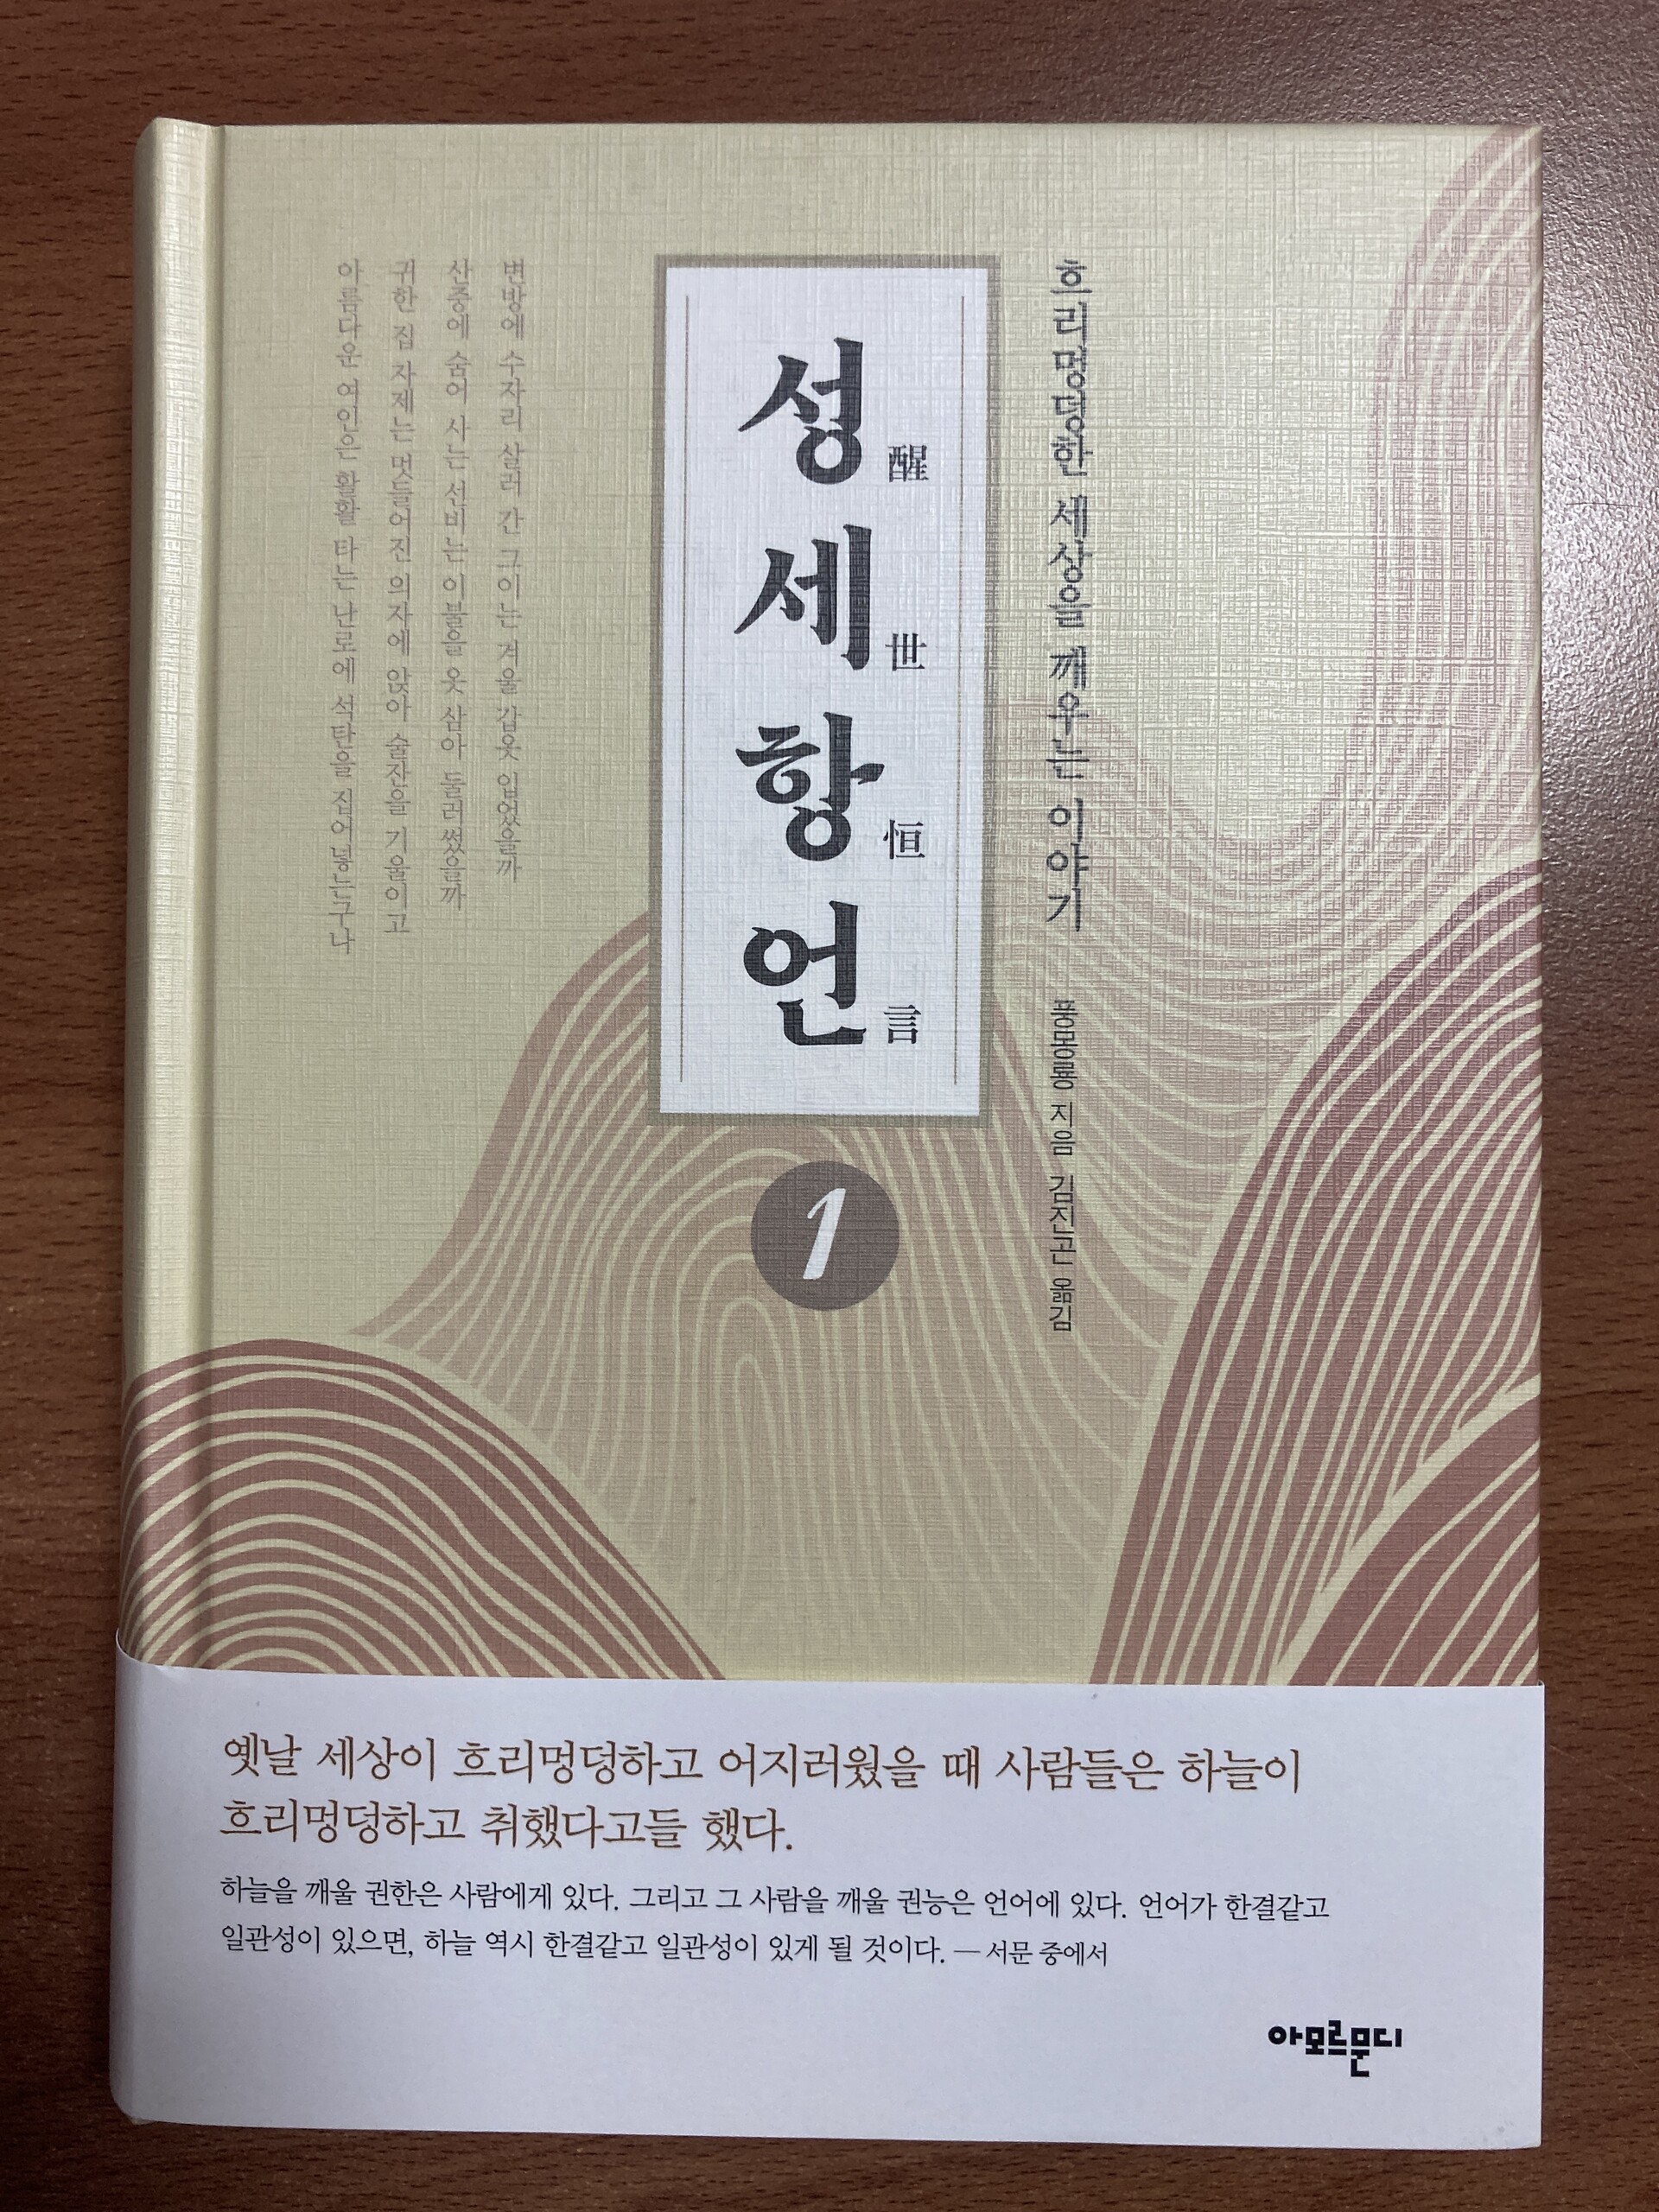 흐리멍덩한 세상을 깨우는 이야기
풍몽룡 지음 김진곤 옮김
성세항언
醒世恒言
1
변방에 수자리 살러 간 그이는 겨울 갑옷 입었을까
산중에 숨어 사는 선비는 이불을 옷 삼아 둘러썼을까
귀한 집 자제는 멋들어진 의자에 앉아 술잔을 기울이고
아름다운 여인은 활활 타는 난로에 석탄을 집어넣는구나
옛날 세상이 흐리멍덩하고 어지러웠을 때 사람들은 하늘이
흐리멍덩하고 취했다고들 했다.
하늘을 깨울 권한은 사람에게 있다. 그리고 그 사람을 깨울 권능은 언어에 있다. 언어가 한결같고
일관성이 있으면, 하늘 역시 한결같고 일관성이 있게 될 것이다. — 서문 중에서
아모르문디